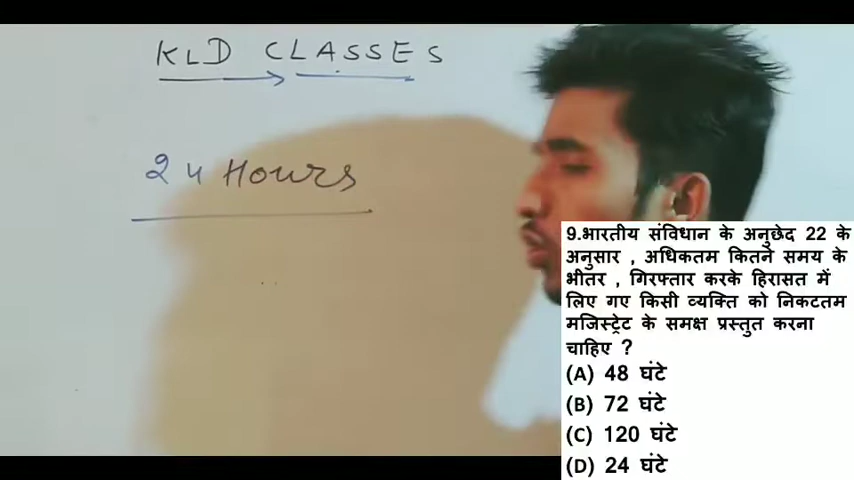 KLD CLASSES
24 Hours
9.भारतीय संविधान के अनुछेद 22 के
अनुसार , अधिकतम कितने समय के
भीतर , गिरफ्तार करके हिरासत में
लिए गए किसी व्यक्ति को निकटतम
मजिस्ट्रेट के समक्ष प्रस्तुत करना
चाहिए ?
(A) 48 घंटे
(B) 72 घंटे
(C) 120 घंटे
(D) 24 घंटे